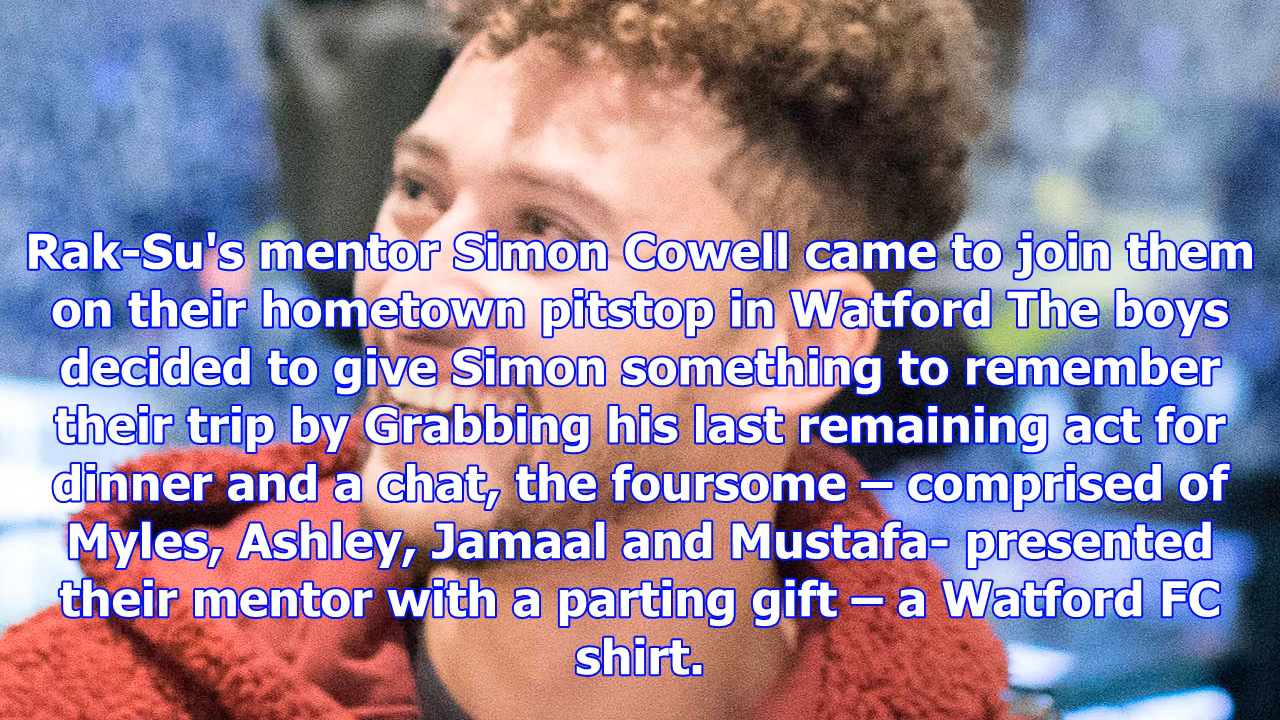 Rak-Su's mentor Simon Cowell came to join them
on their hometown pitstop in Watford The boys
decided to give Simon something to remember
their trip by Grabbing his last remaining act for
dinner and a chat, the foursome – comprised of
Myles, Ashley, Jamaal and Mustafa- presented
their mentor with a parting gift – a Watford FC
shirt.